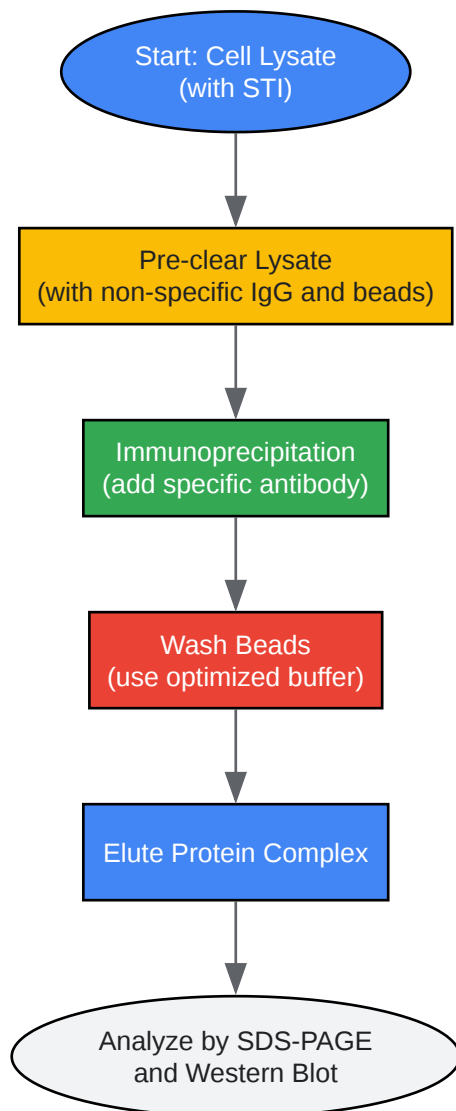 Start: Cell Lysate
(with STI)
Pre-clear Lysate
(with non-specific IgG and beads)
Immunoprecipitation
(add specific antibody)
Wash Beads
(use optimized buffer)
Elute Protein Complex
Analyze by SDS-PAGE
and Western Blot